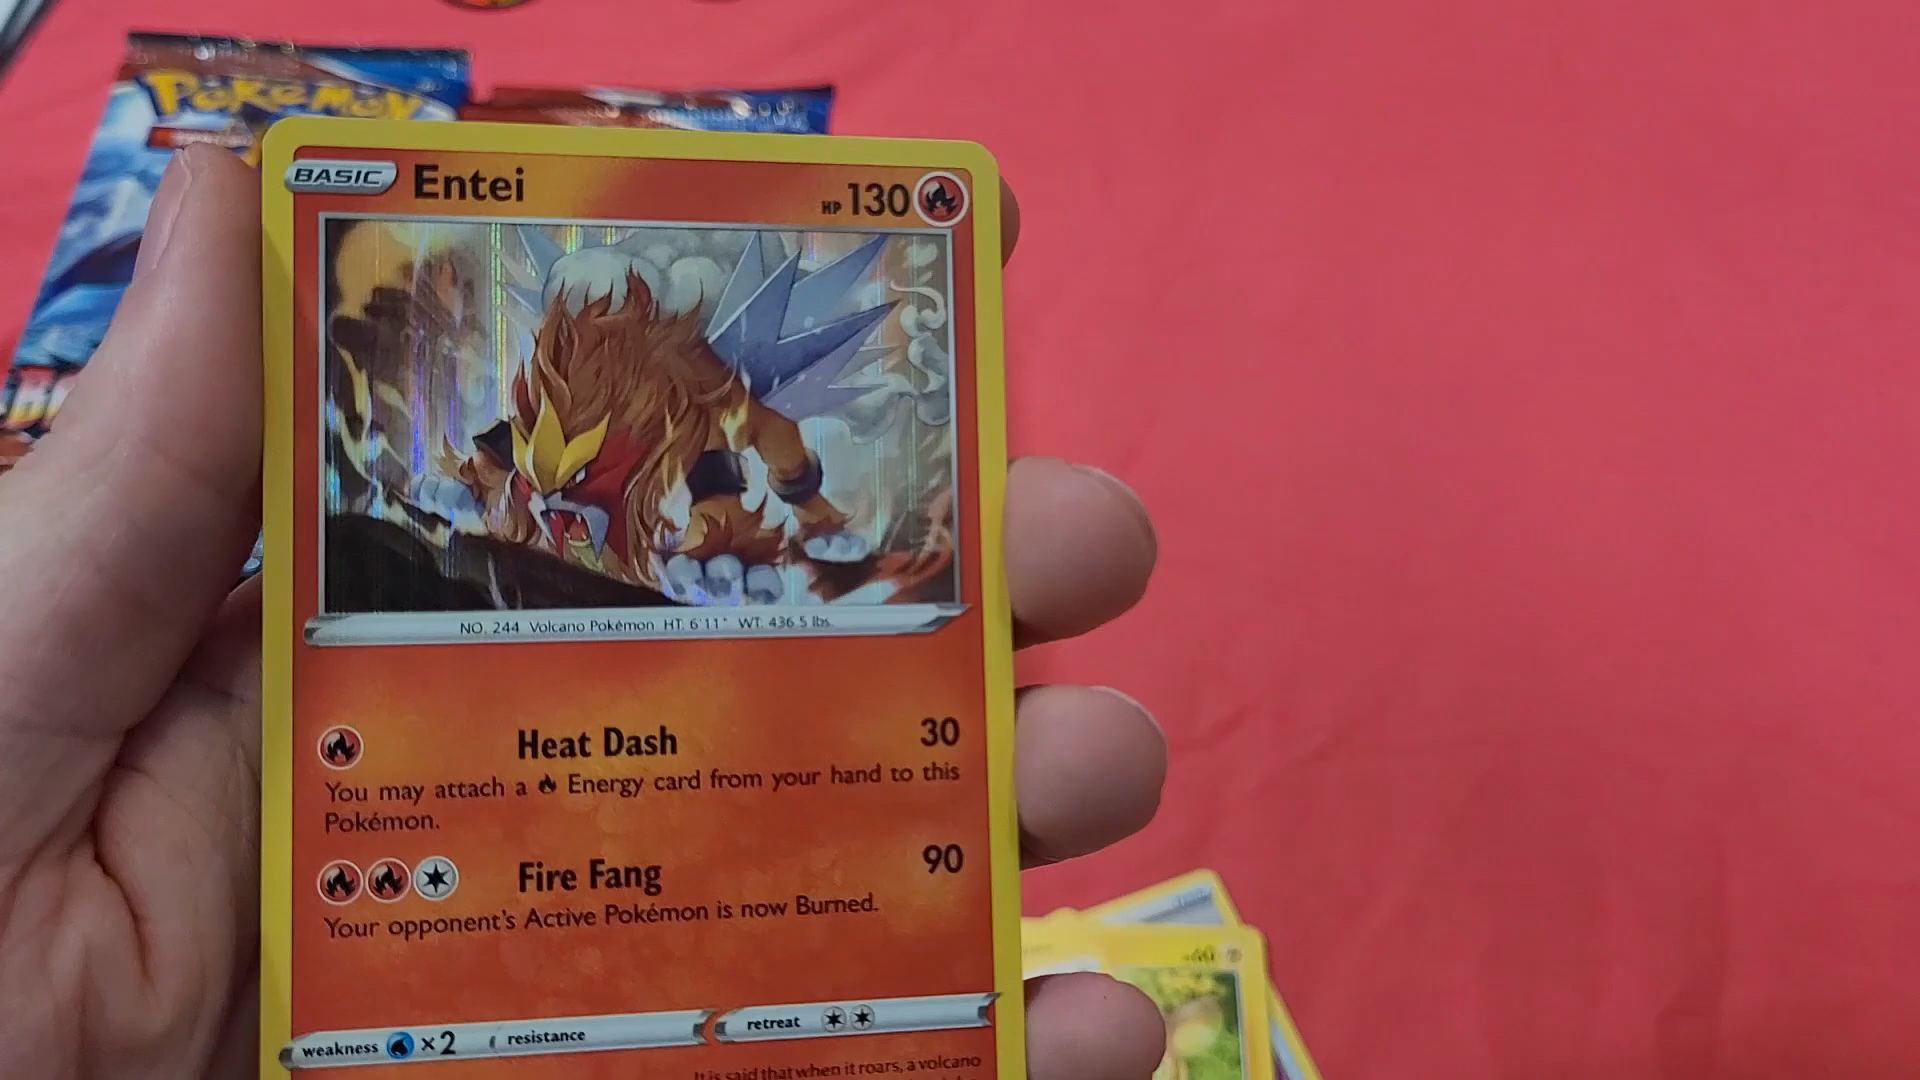 Pokémon
BASIC Entei HP 130
NO. 244 Volcano Pokémon HT: 6'11" WT: 436.5 lbs.
Heat Dash 30
You may attach a Energy card from your hand to this
Pokémon.
Fire Fang 90
Your opponent's Active Pokémon is now Burned.
weakness ×2 resistance retreat
It is said that when it roars, a volcano